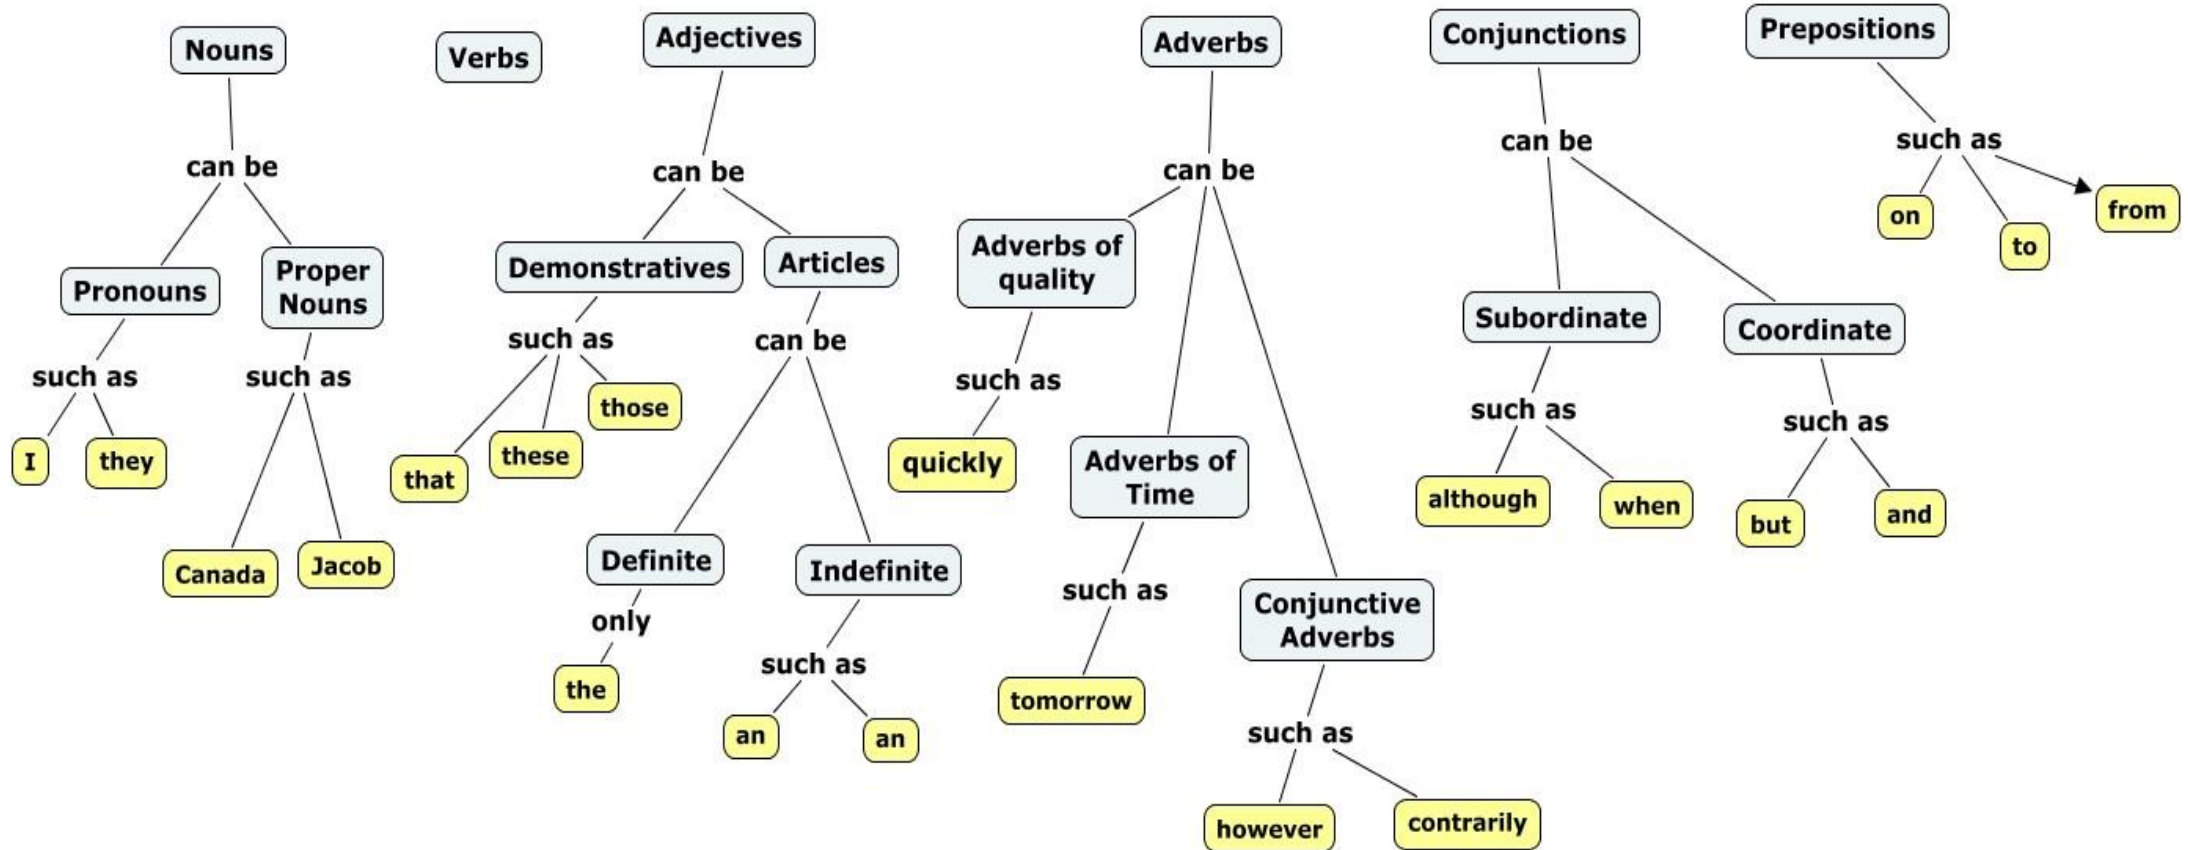 Nouns
can be
Pronouns
such as
I
they
Proper
Nouns
such as
Canada
Jacob
Verbs
Adjectives
can be
Demonstratives
such as
that
these
those
Articles
can be
Definite
only
the
Indefinite
such as
an
an
Adverbs
can be
Adverbs of
quality
such as
quickly
Adverbs of
Time
such as
tomorrow
Conjunctive
Adverbs
such as
however
contrarily
Conjunctions
can be
Subordinate
such as
although
when
Coordinate
such as
but
and
Prepositions
such as
on
to
from